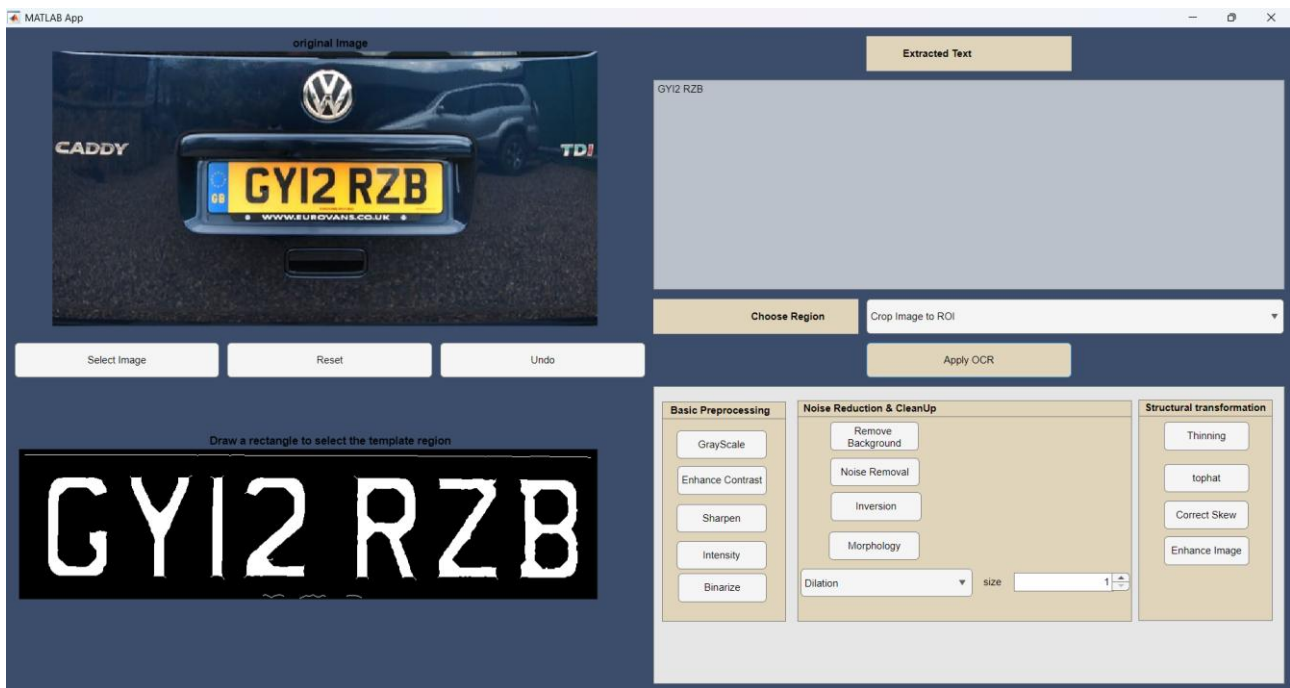 MATLAB App
original image
CADDY
TDI
GB
GY12 RZB
WWW.EUROVANS.CO.UK
Select Image
Reset
Undo
Draw a rectangle to select the template region
GY12 RZB
Extracted Text
GYI2 RZB
Choose Region
Crop Image to ROI
Apply OCR
Basic Preprocessing
GrayScale
Enhance Contrast
Sharpen
Intensity
Binarize
Noise Reduction & CleanUp
Remove
Background
Noise Removal
Inversion
Morphology
Dilation
size
1
Structural transformation
Thinning
tophat
Correct Skew
Enhance Image